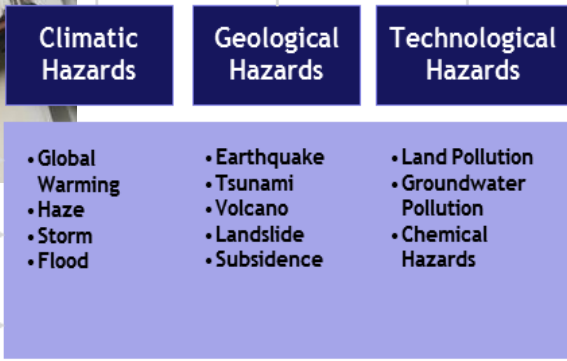 Climatic
Hazards
Geological
Hazards
Technological
Hazards
• Global
Warming
• Haze
• Storm
• Flood
• Earthquake
• Tsunami
• Volcano
• Landslide
• Subsidence
• Land Pollution
• Groundwater
Pollution
• Chemical
Hazards